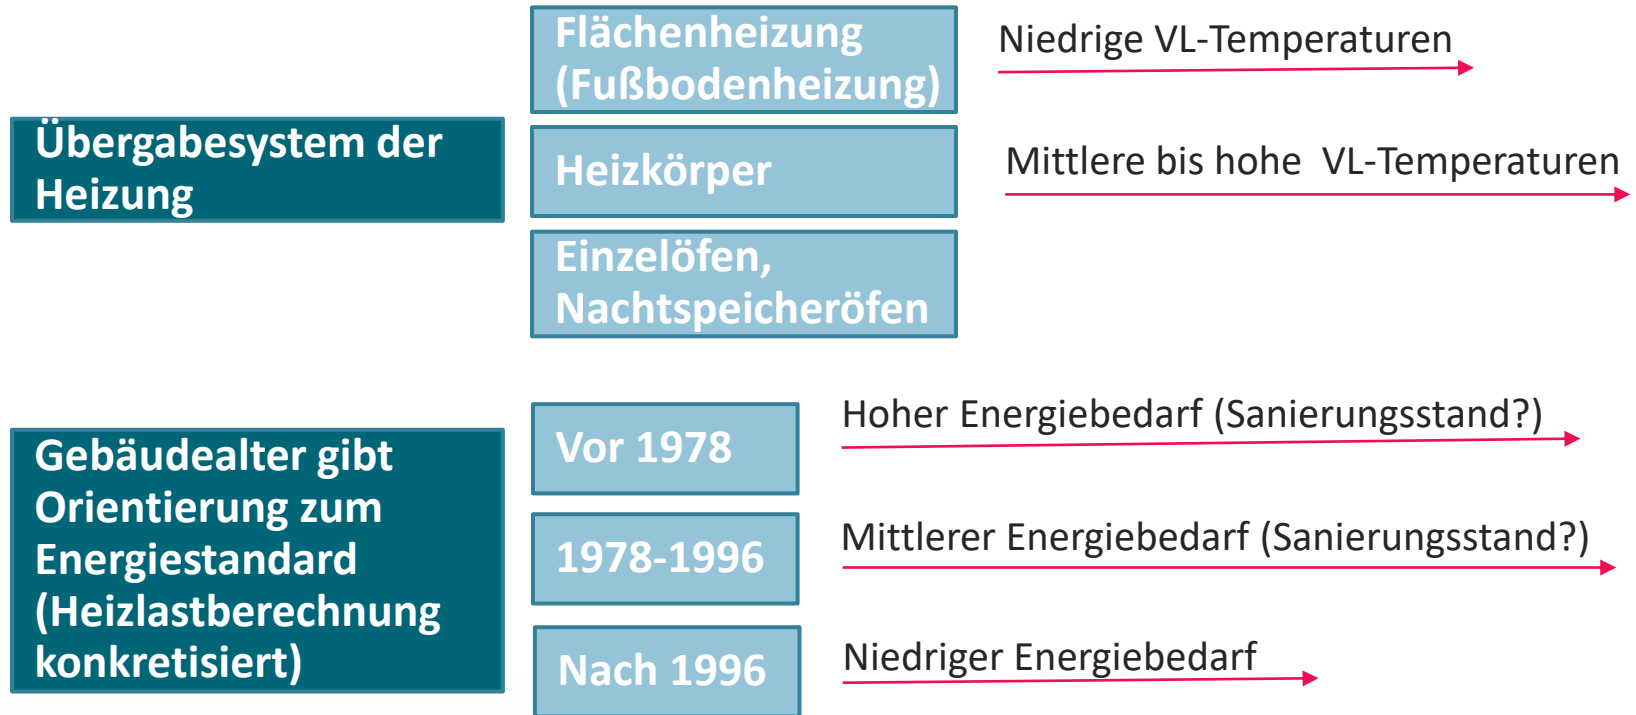 Übergabesystem der
Heizung
Flächenheizung
(Fußbodenheizung)
Niedrige VL-Temperaturen
Heizkörper
Mittlere bis hohe  VL-Temperaturen
Einzelöfen,
Nachtspeicheröfen
Gebäudealter gibt
Orientierung zum
Energiestandard
(Heizlastberechnung
konkretisiert)
Vor 1978
Hoher Energiebedarf (Sanierungsstand?)
1978-1996
Mittlerer Energiebedarf (Sanierungsstand?)
Nach 1996
Niedriger Energiebedarf